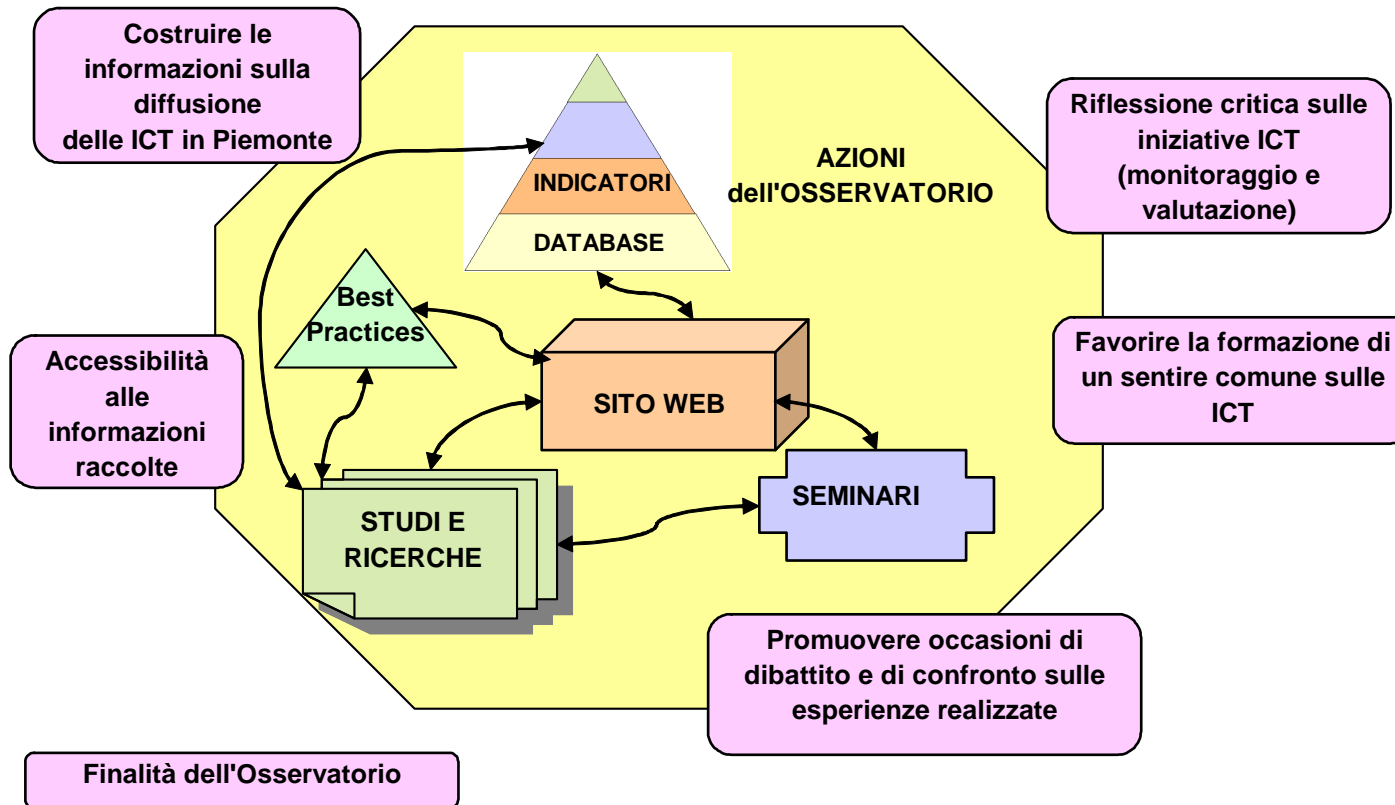 Costruire le
informazioni sulla
diffusione
delle ICT in Piemonte
Riflessione critica sulle
iniziative ICT
(monitoraggio e
valutazione)
AZIONI
dell'OSSERVATORIO
INDICATORI
DATABASE
Best
Practices
Accessibilità
alle
informazioni
raccolte
SITO WEB
Favorire la formazione di
un sentire comune sulle
ICT
SEMINARI
STUDI E
RICERCHE
Promuovere occasioni di
dibattito e di confronto sulle
esperienze realizzate
Finalità dell'Osservatorio